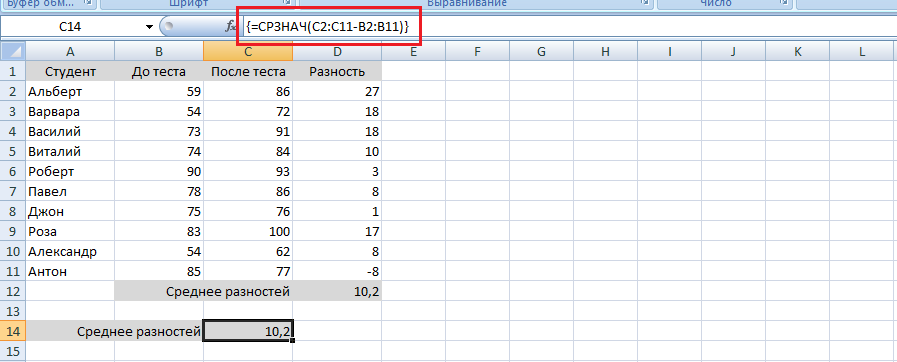 Буфер обм... Шрифт Выравнивание Число
C14 fx {=СРЗНАЧ(C2:C11-B2:B11)}
A B C D E F G H I J K L
1 Студент До теста После теста Разность
2 Альберт 59 86 27
3 Варвара 54 72 18
4 Василий 73 91 18
5 Виталий 74 84 10
6 Роберт 90 93 3
7 Павел 78 86 8
8 Джон 75 76 1
9 Роза 83 100 17
10 Александр 54 62 8
11 Антон 85 77 -8
12 Среднее разностей 10,2
13
14 Среднее разностей 10,2
15